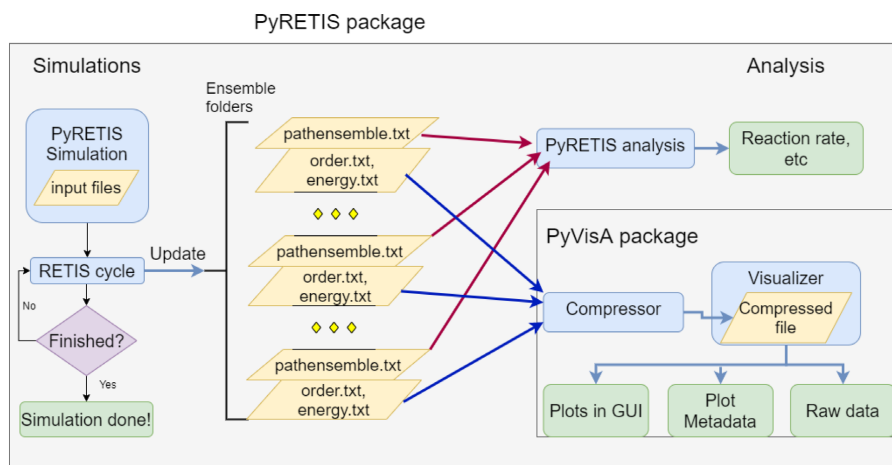 PyRETIS package
Simulations
Analysis
Ensemble
folders
PyRETIS
Simulation
input files
RETIS cycle
Update
No
Finished?
Yes
Simulation done!
pathensemble.txt
order.txt,
energy.txt
pathensemble.txt
order.txt,
energy.txt
pathensemble.txt
order.txt,
energy.txt
PyRETIS analysis
Reaction rate,
etc
PyVisA package
Compressor
Visualizer
Compressed
file
Plots in GUI
Plot
Metadata
Raw data